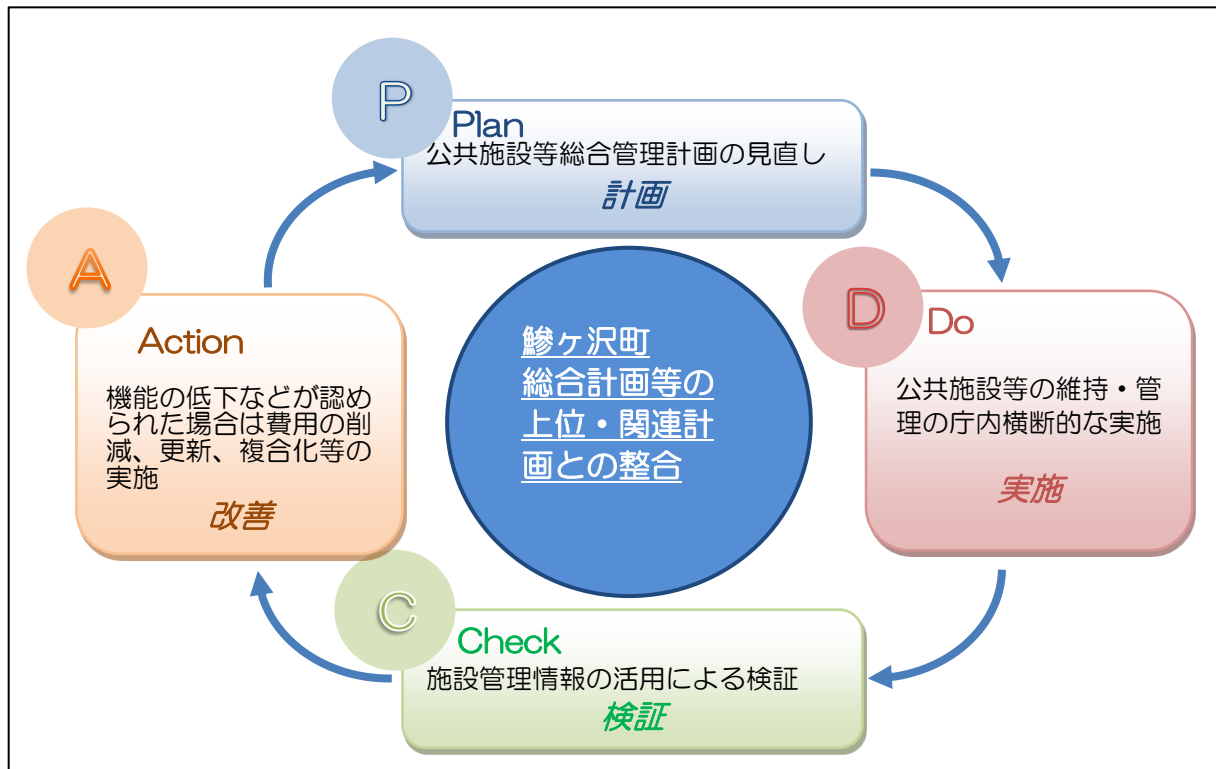 P
Plan
公共施設等総合管理計画の見直し
計画
D
Do
公共施設等の維持・管
理の庁内横断的な実施
実施
C
Check
施設管理情報の活用による検証
検証
A
Action
機能の低下などが認め
られた場合は費用の削
減、更新、複合化等の
実施
改善
鰺ヶ沢町
総合計画等の
上位・関連計
画との整合